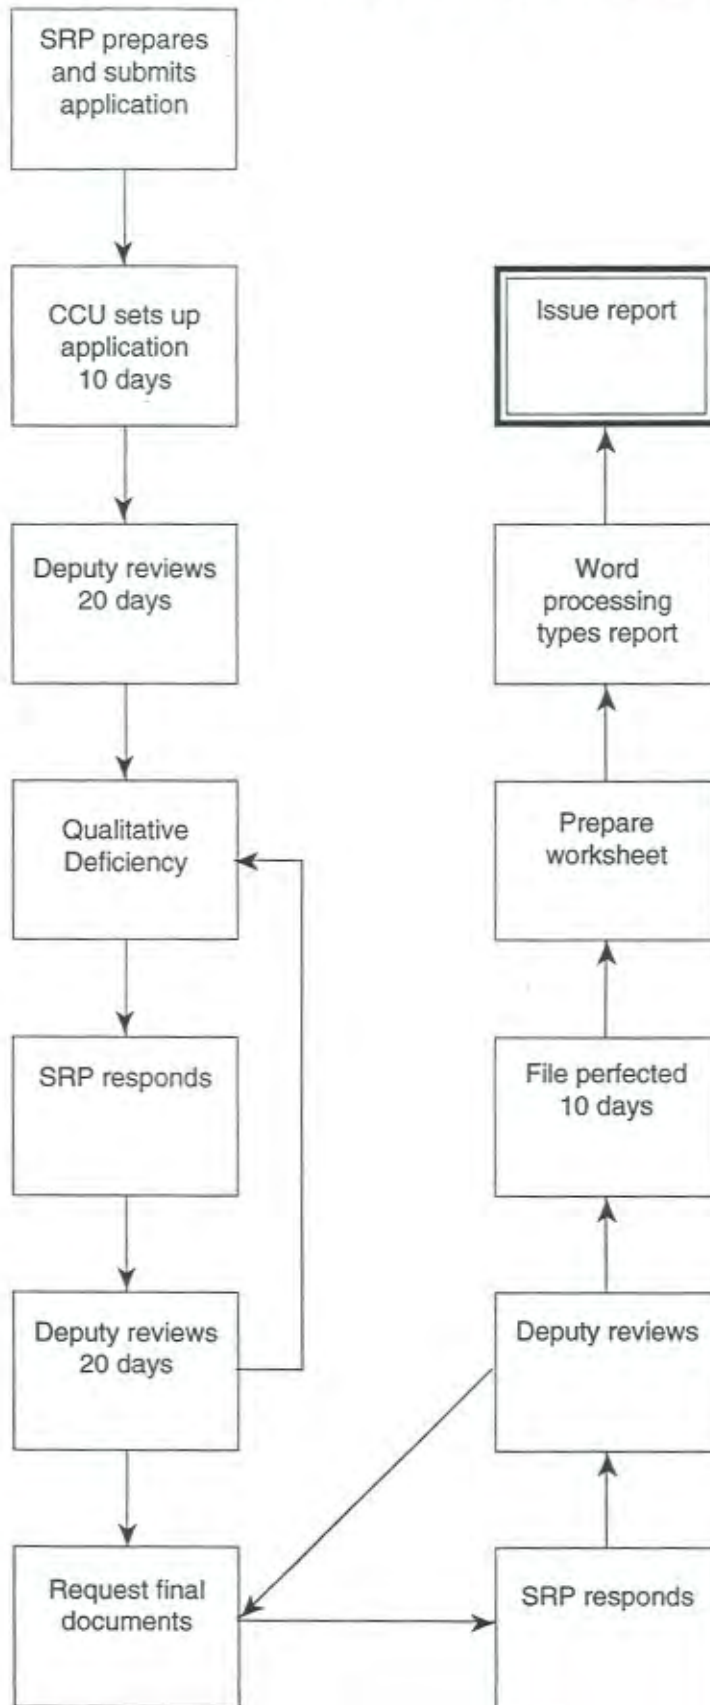 SRP prepares
and submits
application
CCU sets up
application
10 days
Deputy reviews
20 days
Qualitative
Deficiency
SRP responds
Deputy reviews
20 days
Request final
documents
SRP responds
Deputy reviews
File perfected
10 days
Prepare
worksheet
Word
processing
types report
Issue report